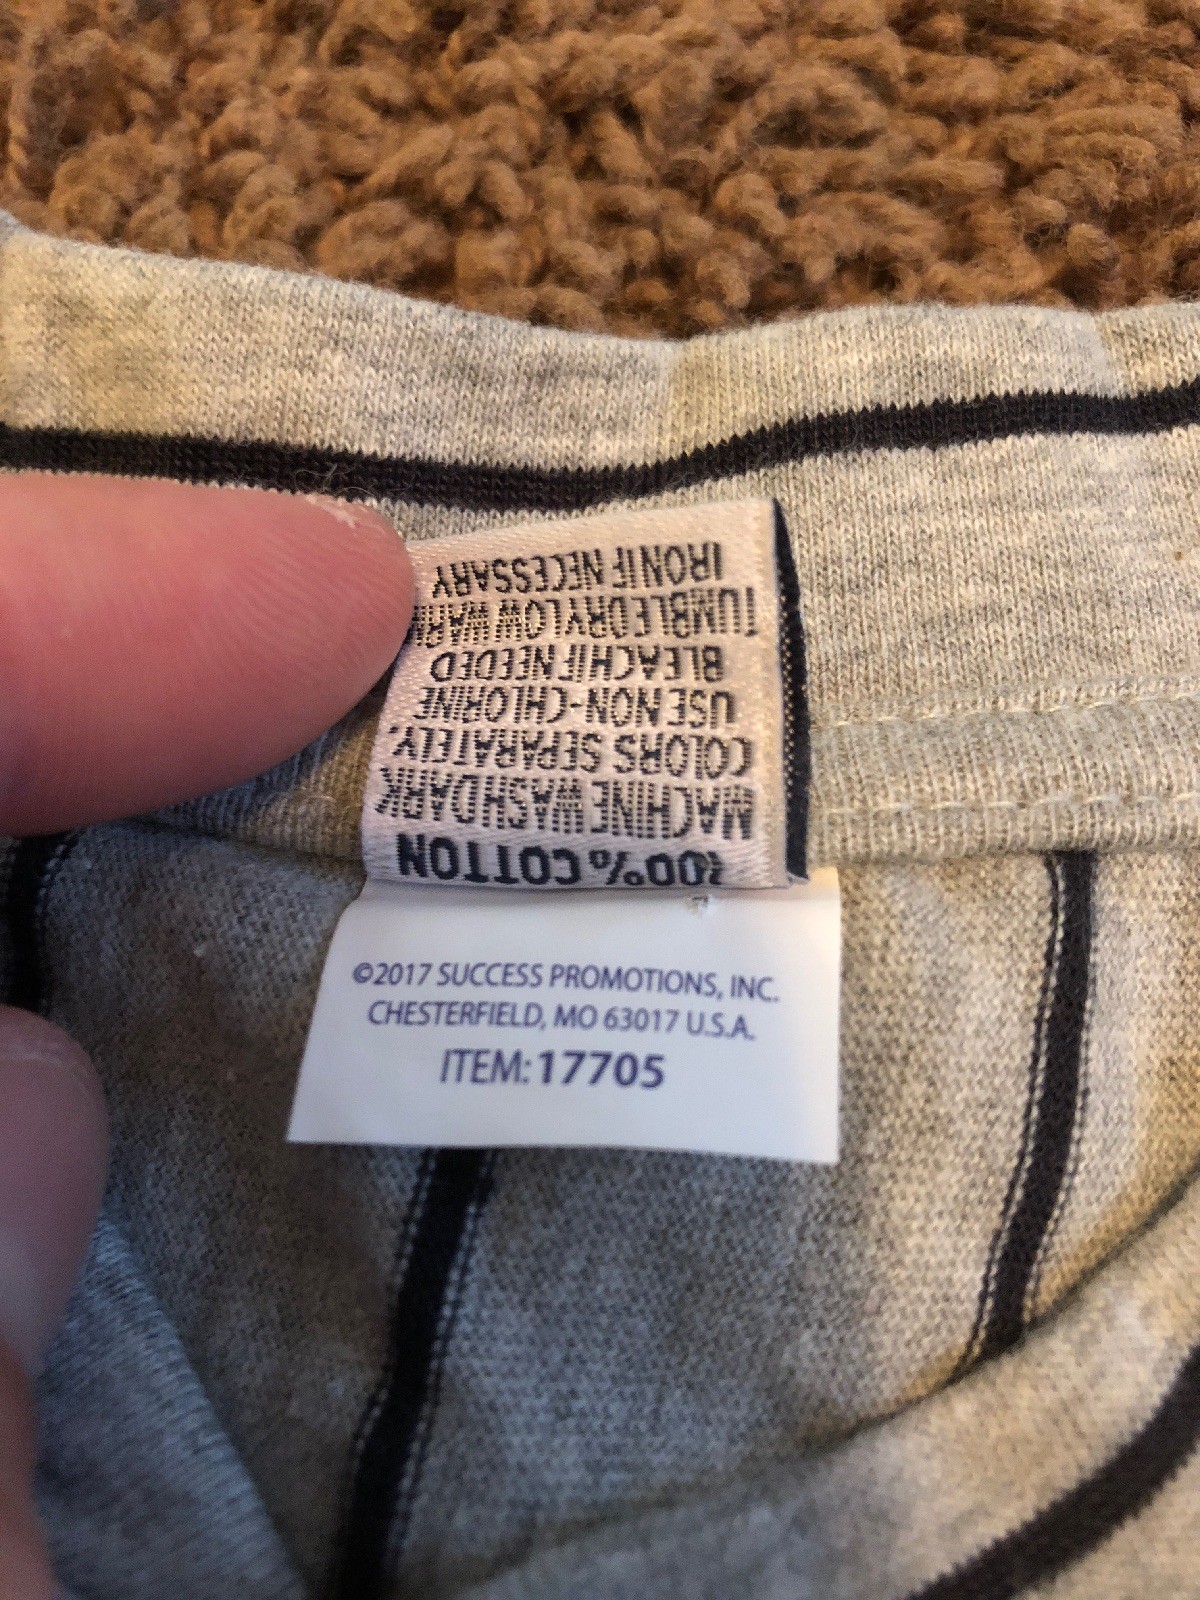 100% COTTON
MACHINE WASH DARK
COLORS SEPARATELY.
USE NON-CHLORINE
BLEACH IF NEEDED
TUMBLE DRY LOW WARM
IRON IF NECESSARY
©2017 SUCCESS PROMOTIONS, INC.
CHESTERFIELD, MO 63017 U.S.A.
ITEM: 17705